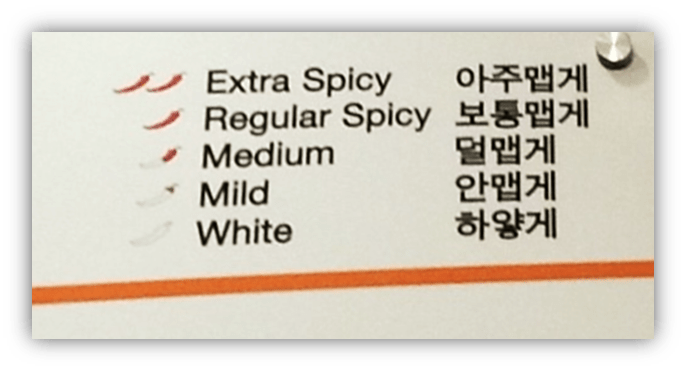 Extra Spicy 아주맵게
Regular Spicy 보통맵게
Medium 덜맵게
Mild 안맵게
White 하얗게